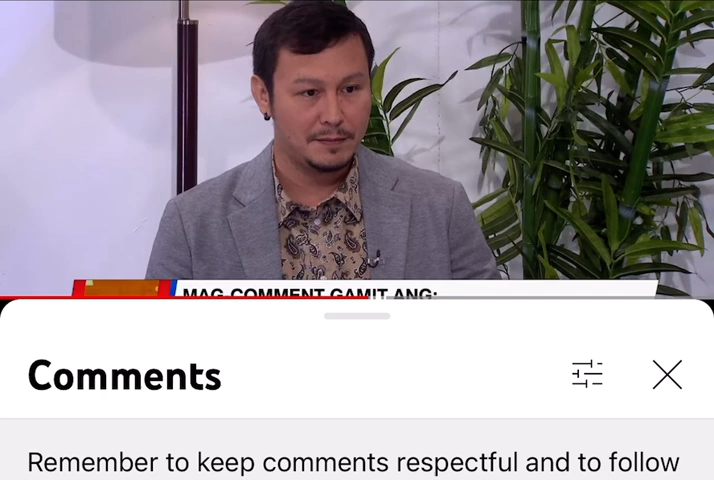 MAG-COMMENT GAMIT ANG:
Comments
Remember to keep comments respectful and to follow